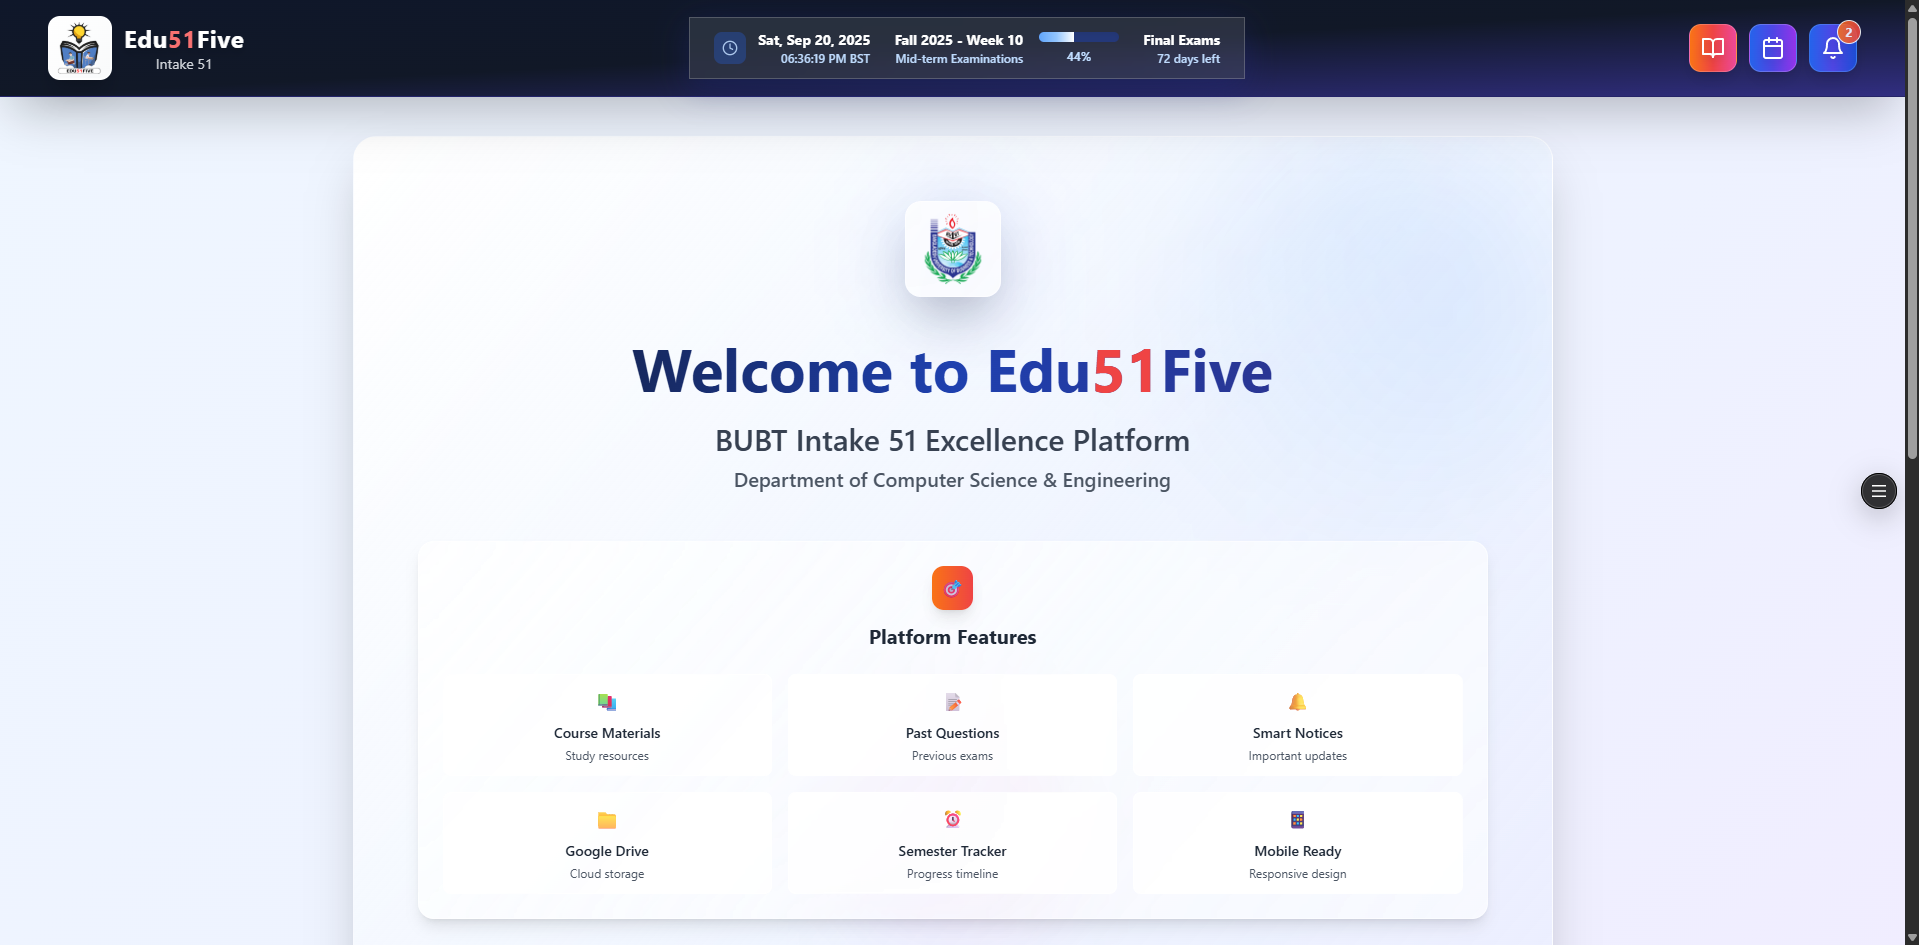 Edu51Five
Intake 51
EDU51FIVE
Sat, Sep 20, 2025
06:36:19 PM BST
Fall 2025 - Week 10
Mid-term Examinations
44%
Final Exams
72 days left
2
Welcome to Edu51Five
BUBT Intake 51 Excellence Platform
Department of Computer Science & Engineering
Platform Features
Course Materials
Study resources
Past Questions
Previous exams
Smart Notices
Important updates
Google Drive
Cloud storage
Semester Tracker
Progress timeline
Mobile Ready
Responsive design